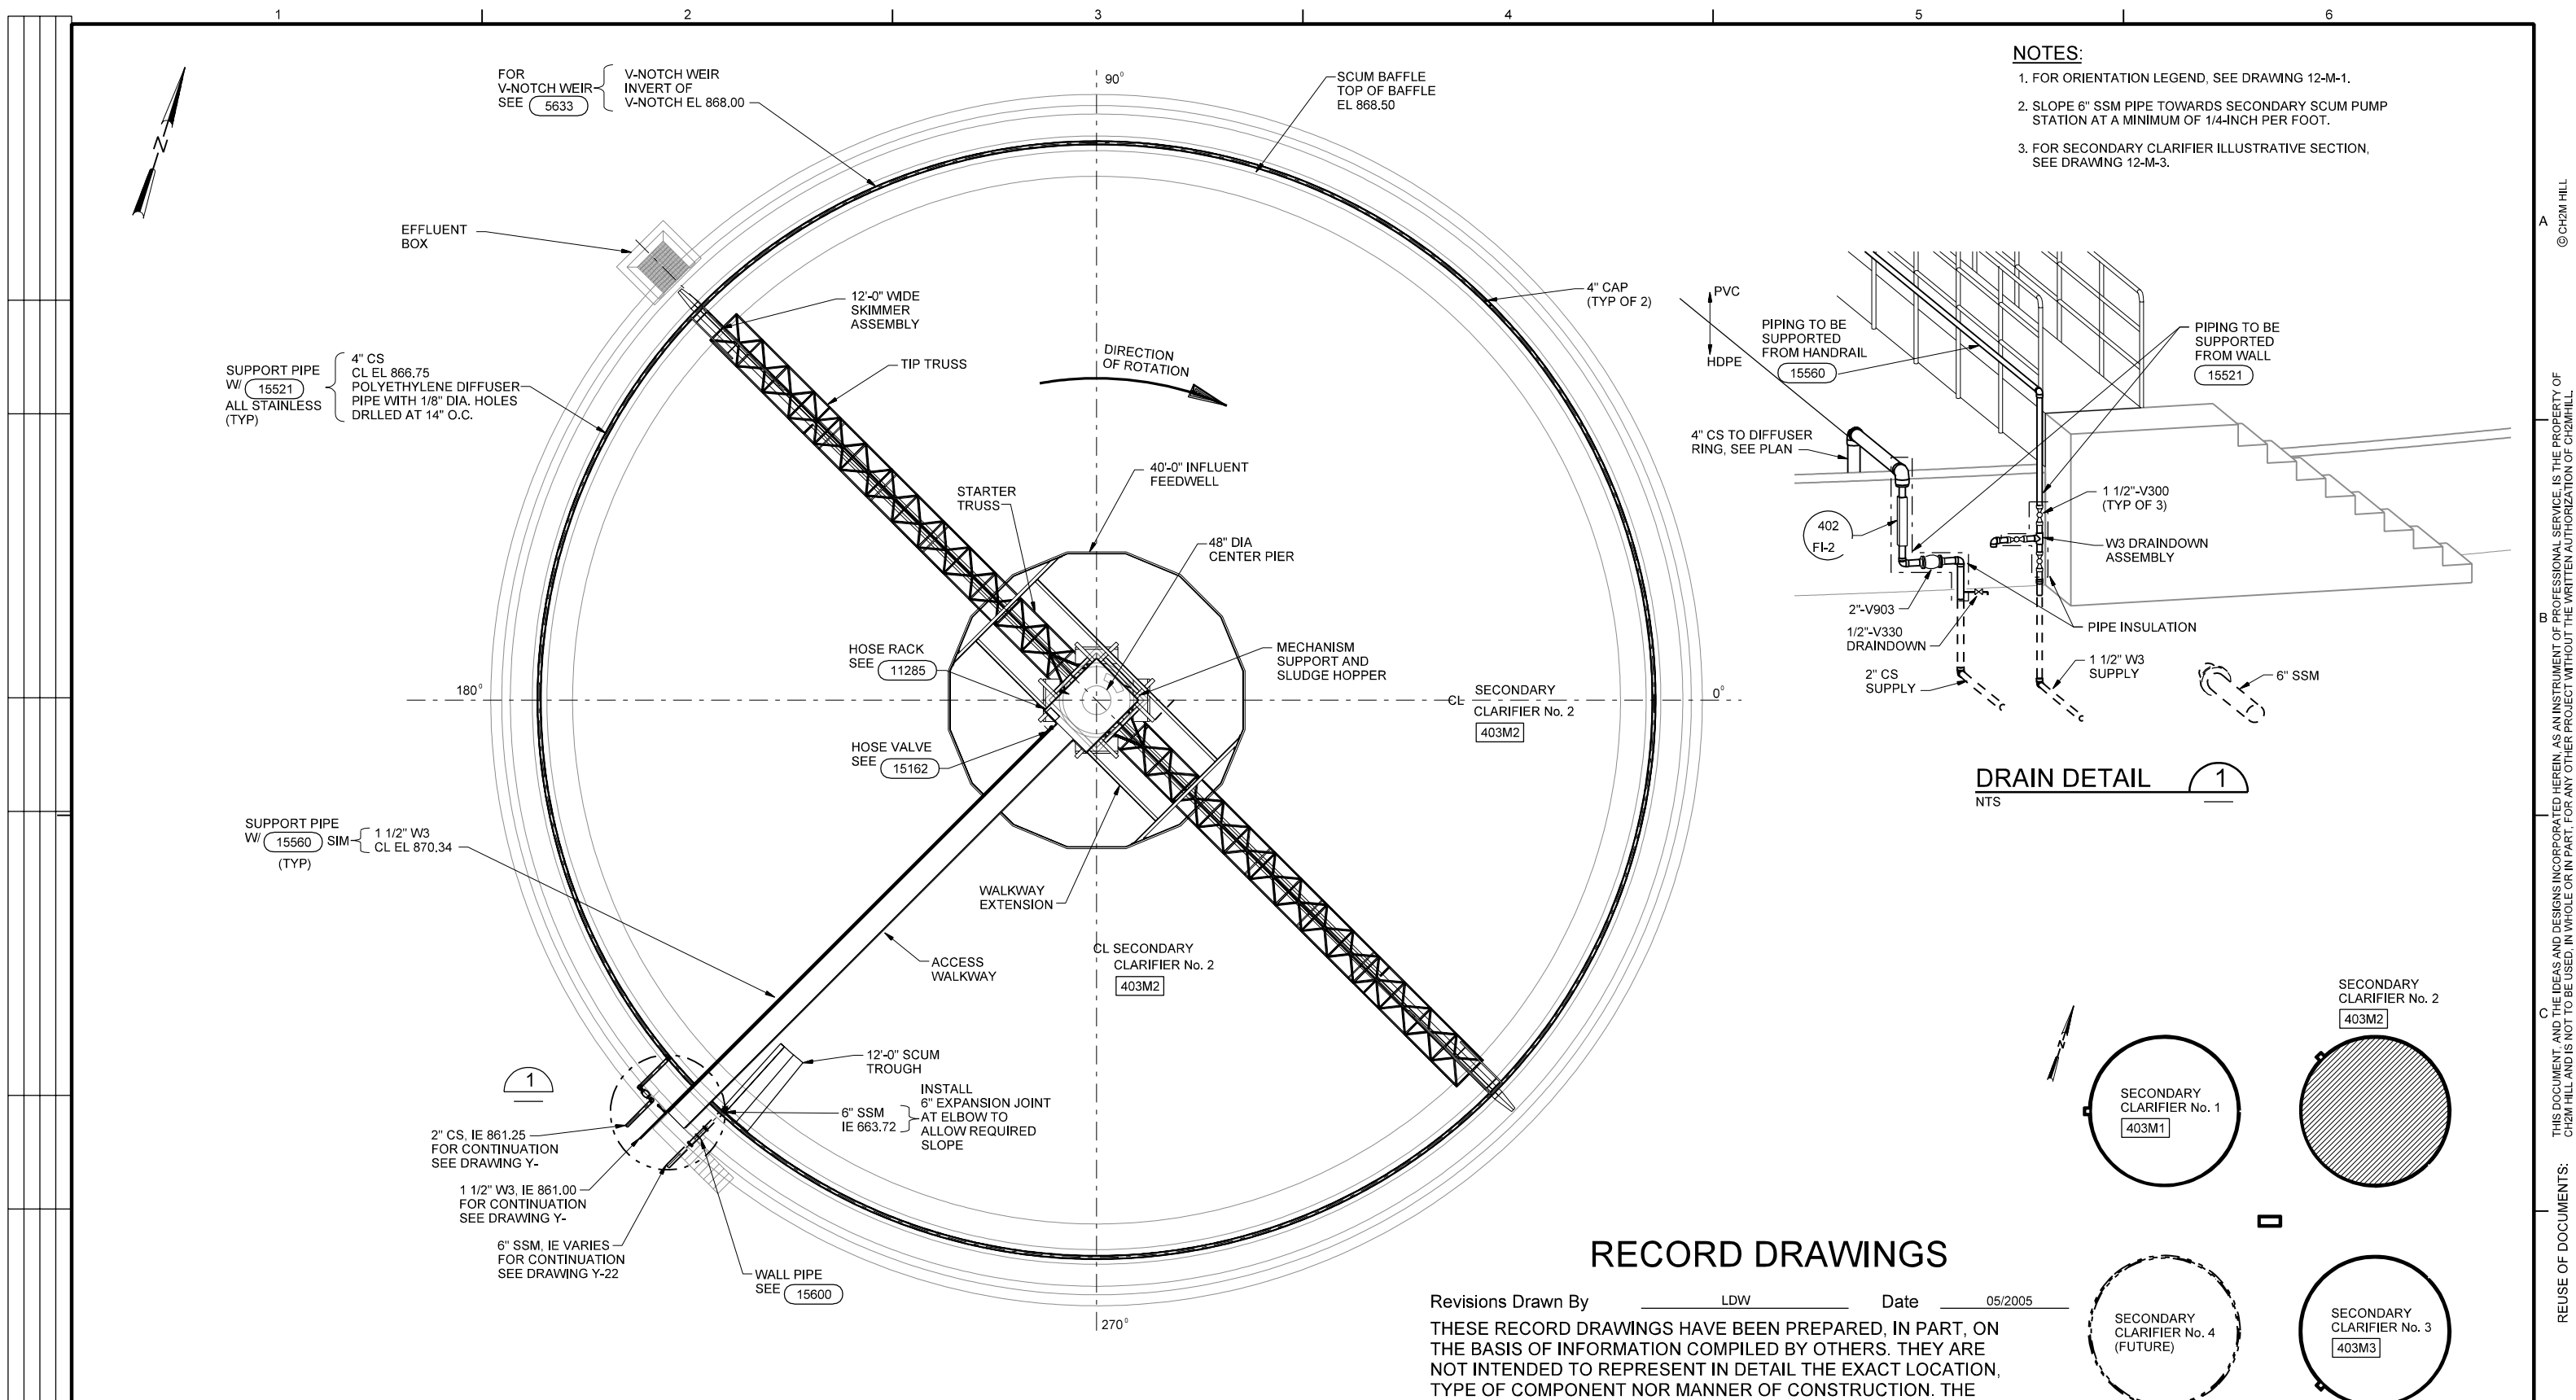 1
2
3
4
5
6
A
B
C
N
FOR
V-NOTCH WEIR
SEE 5633
V-NOTCH WEIR
INVERT OF
V-NOTCH EL 868.00
90°
SCUM BAFFLE
TOP OF BAFFLE
EL 868.50
NOTES:
1. FOR ORIENTATION LEGEND, SEE DRAWING 12-M-1.
2. SLOPE 6" SSM PIPE TOWARDS SECONDARY SCUM PUMP
STATION AT A MINIMUM OF 1/4-INCH PER FOOT.
3. FOR SECONDARY CLARIFIER ILLUSTRATIVE SECTION,
SEE DRAWING 12-M-3.
EFFLUENT
BOX
12'-0" WIDE
SKIMMER
ASSEMBLY
TIP TRUSS
DIRECTION
OF ROTATION
4" CAP
(TYP OF 2)
SUPPORT PIPE
W/ 15521
ALL STAINLESS
(TYP)
4" CS
CL EL 866.75
POLYETHYLENE DIFFUSER
PIPE WITH 1/8" DIA. HOLES
DRLLED AT 14" O.C.
STARTER
TRUSS
40'-0" INFLUENT
FEEDWELL
48" DIA
CENTER PIER
HOSE RACK
SEE 11285
MECHANISM
SUPPORT AND
SLUDGE HOPPER
180°
CL SECONDARY
CLARIFIER No. 2
403M2
0°
HOSE VALVE
SEE 15162
SUPPORT PIPE
W/ 15560 SIM
(TYP)
1 1/2" W3
CL EL 870.34
WALKWAY
EXTENSION
ACCESS
WALKWAY
CL SECONDARY
CLARIFIER No. 2
403M2
12'-0" SCUM
TROUGH
6" SSM
IE 663.72
INSTALL
6" EXPANSION JOINT
AT ELBOW TO
ALLOW REQUIRED
SLOPE
1
2" CS, IE 861.25
FOR CONTINUATION
SEE DRAWING Y-
1 1/2" W3, IE 861.00
FOR CONTINUATION
SEE DRAWING Y-
6" SSM, IE VARIES
FOR CONTINUATION
SEE DRAWING Y-22
WALL PIPE
SEE 15600
270°
PVC
HDPE
PIPING TO BE
SUPPORTED
FROM HANDRAIL
15560
PIPING TO BE
SUPPORTED
FROM WALL
15521
4" CS TO DIFFUSER
RING, SEE PLAN
402
FI-2
1 1/2"-V300
(TYP OF 3)
W3 DRAINDOWN
ASSEMBLY
2"-V903
1/2"-V330
DRAINDOWN
PIPE INSULATION
2" CS
SUPPLY
1 1/2" W3
SUPPLY
6" SSM
DRAIN DETAIL 1
NTS
N
SECONDARY
CLARIFIER No. 1
403M1
SECONDARY
CLARIFIER No. 2
403M2
SECONDARY
CLARIFIER No. 4
(FUTURE)
SECONDARY
CLARIFIER No. 3
403M3
RECORD DRAWINGS
Revisions Drawn By LDW Date 05/2005
THESE RECORD DRAWINGS HAVE BEEN PREPARED, IN PART, ON
THE BASIS OF INFORMATION COMPILED BY OTHERS. THEY ARE
NOT INTENDED TO REPRESENT IN DETAIL THE EXACT LOCATION,
TYPE OF COMPONENT NOR MANNER OF CONSTRUCTION. THE
© CH2M HILL
REUSE OF DOCUMENTS:
THIS DOCUMENT, AND THE IDEAS AND DESIGNS INCORPORATED HEREIN, AS AN INSTRUMENT OF PROFESSIONAL SERVICE, IS THE PROPERTY OF
CH2M HILL AND IS NOT TO BE USED, IN WHOLE OR IN PART, FOR ANY OTHER PROJECT WITHOUT THE WRITTEN AUTHORIZATION OF CH2MHILL.